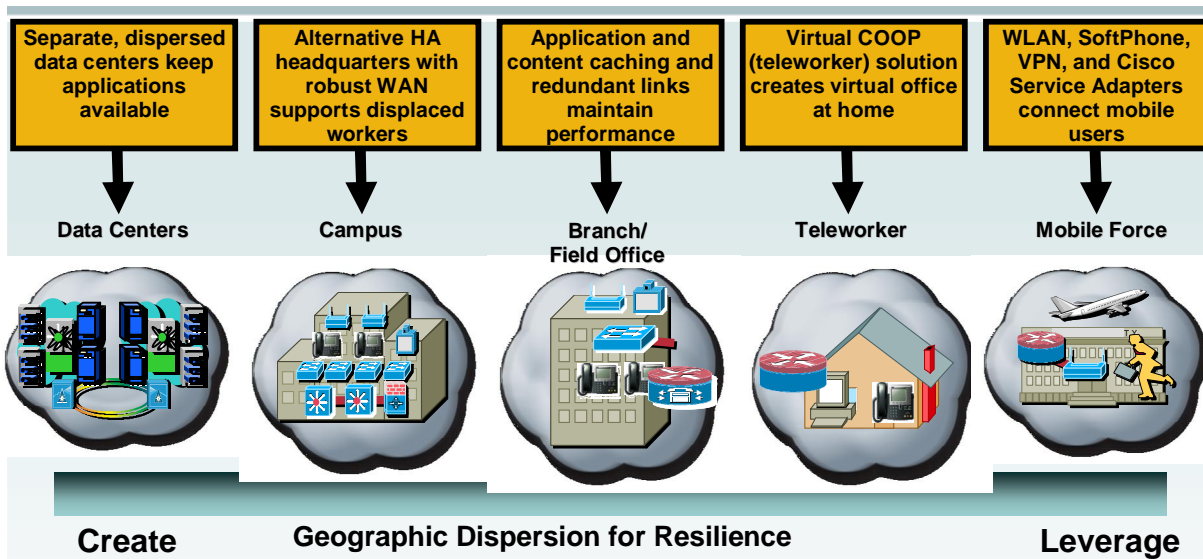 Separate, dispersed
data centers keep
applications
available
Alternative HA
headquarters with
robust WAN
supports displaced
workers
Application and
content caching and
redundant links
maintain
performance
Virtual COOP
(teleworker) solution
creates virtual office
at home
WLAN, SoftPhone,
VPN, and Cisco
Service Adapters
connect mobile
users
Data Centers
Campus
Branch/
Field Office
Teleworker
Mobile Force
Create
Geographic Dispersion for Resilience
Leverage